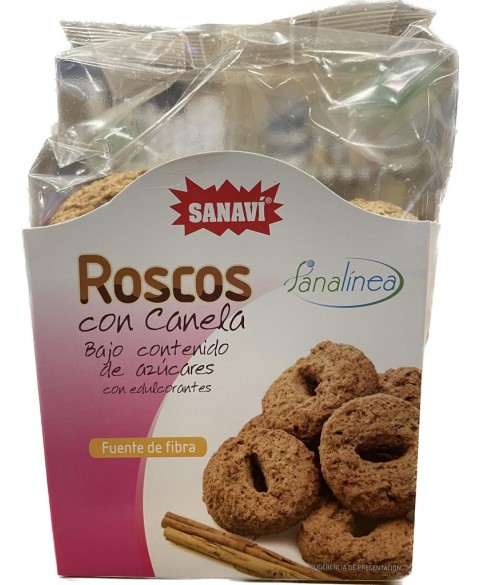 SANAVÍ®
Roscos
con Canela
Bajo contenido
de azúcares
con edulcorantes
Sanalínea
Fuente de fibra
SUGERENCIA DE PRESENTACIÓN